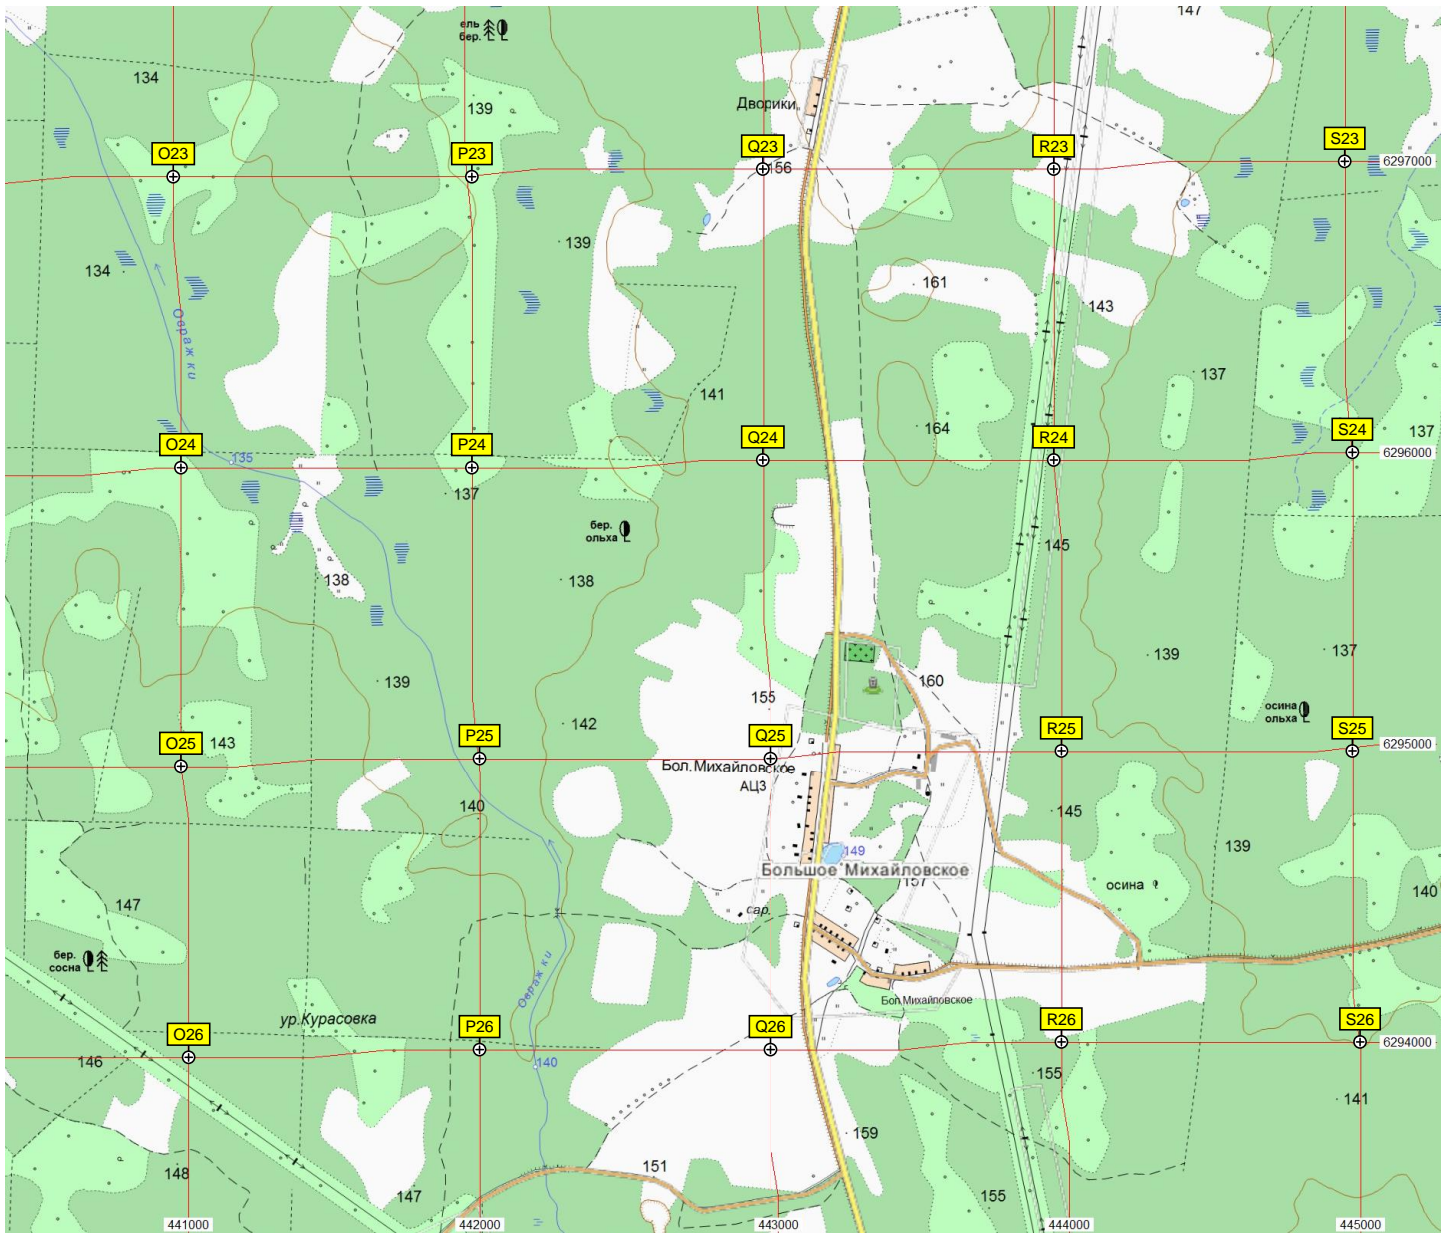 147
ель
бер.
134
139
Дворики
O23
P23
Q23
R23
S23
6297000
156
139
134
161
143
Овражки
137
141
164
137
O24
P24
Q24
R24
S24
6296000
135
137
бер.
ольха
145
138
138
139
137
139
160
155
осина
ольха
142
143
O25
P25
Q25
R25
S25
6295000
Бол.Михайловское
АЦЗ
140
145
139
149
Большое Михайловское
157
осина
140
147
сар.
бер.
сосна
Овражки
Бол.Михайловское
ур.Курасовка
O26
P26
Q26
R26
S26
6294000
146
140
155
141
159
148
151
147
155
441000
442000
443000
444000
445000